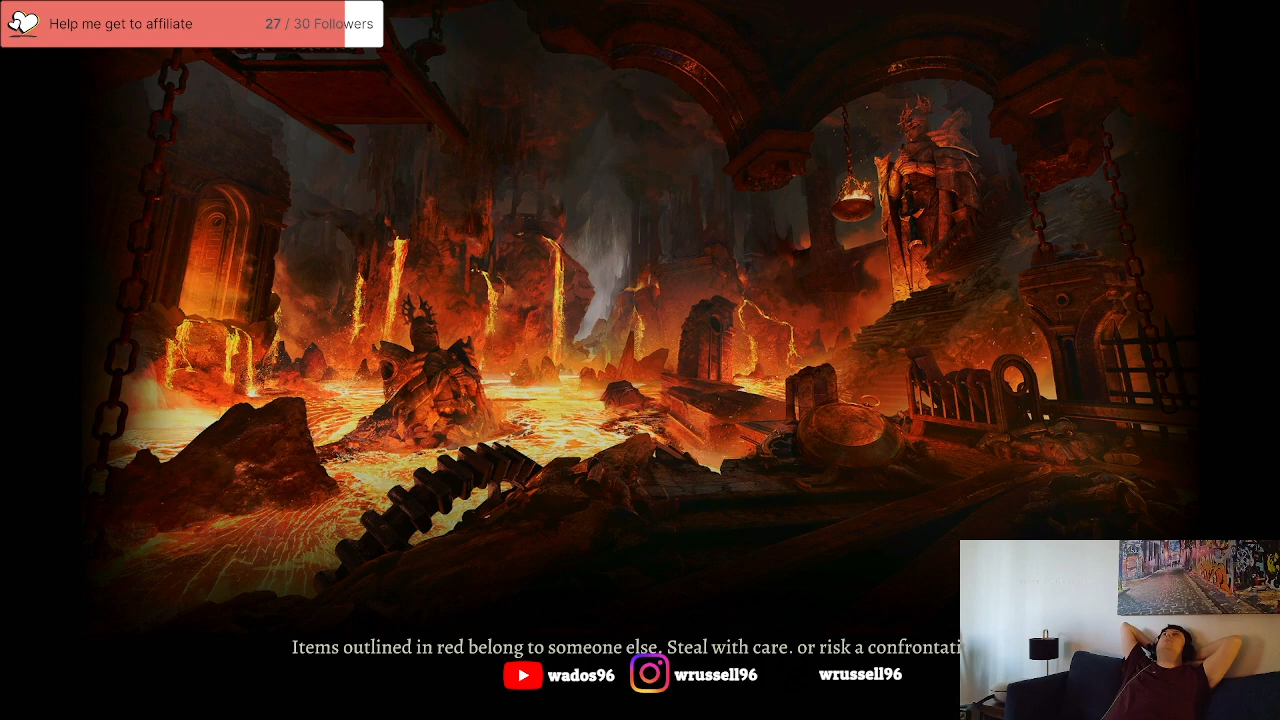 Help me get to affiliate 27 / 30 Followers
Items outlined in red belong to someone else. Steal with care, or risk a
wados96 wrussell96 wrussell96